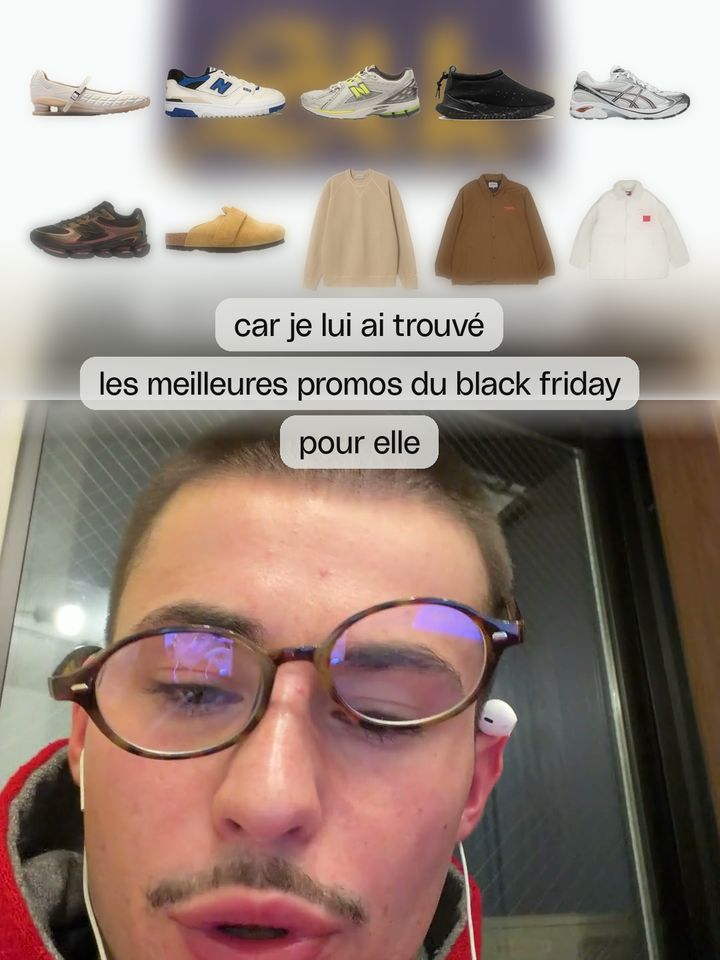 car je lui ai trouvé
les meilleures promos du black friday
pour elle